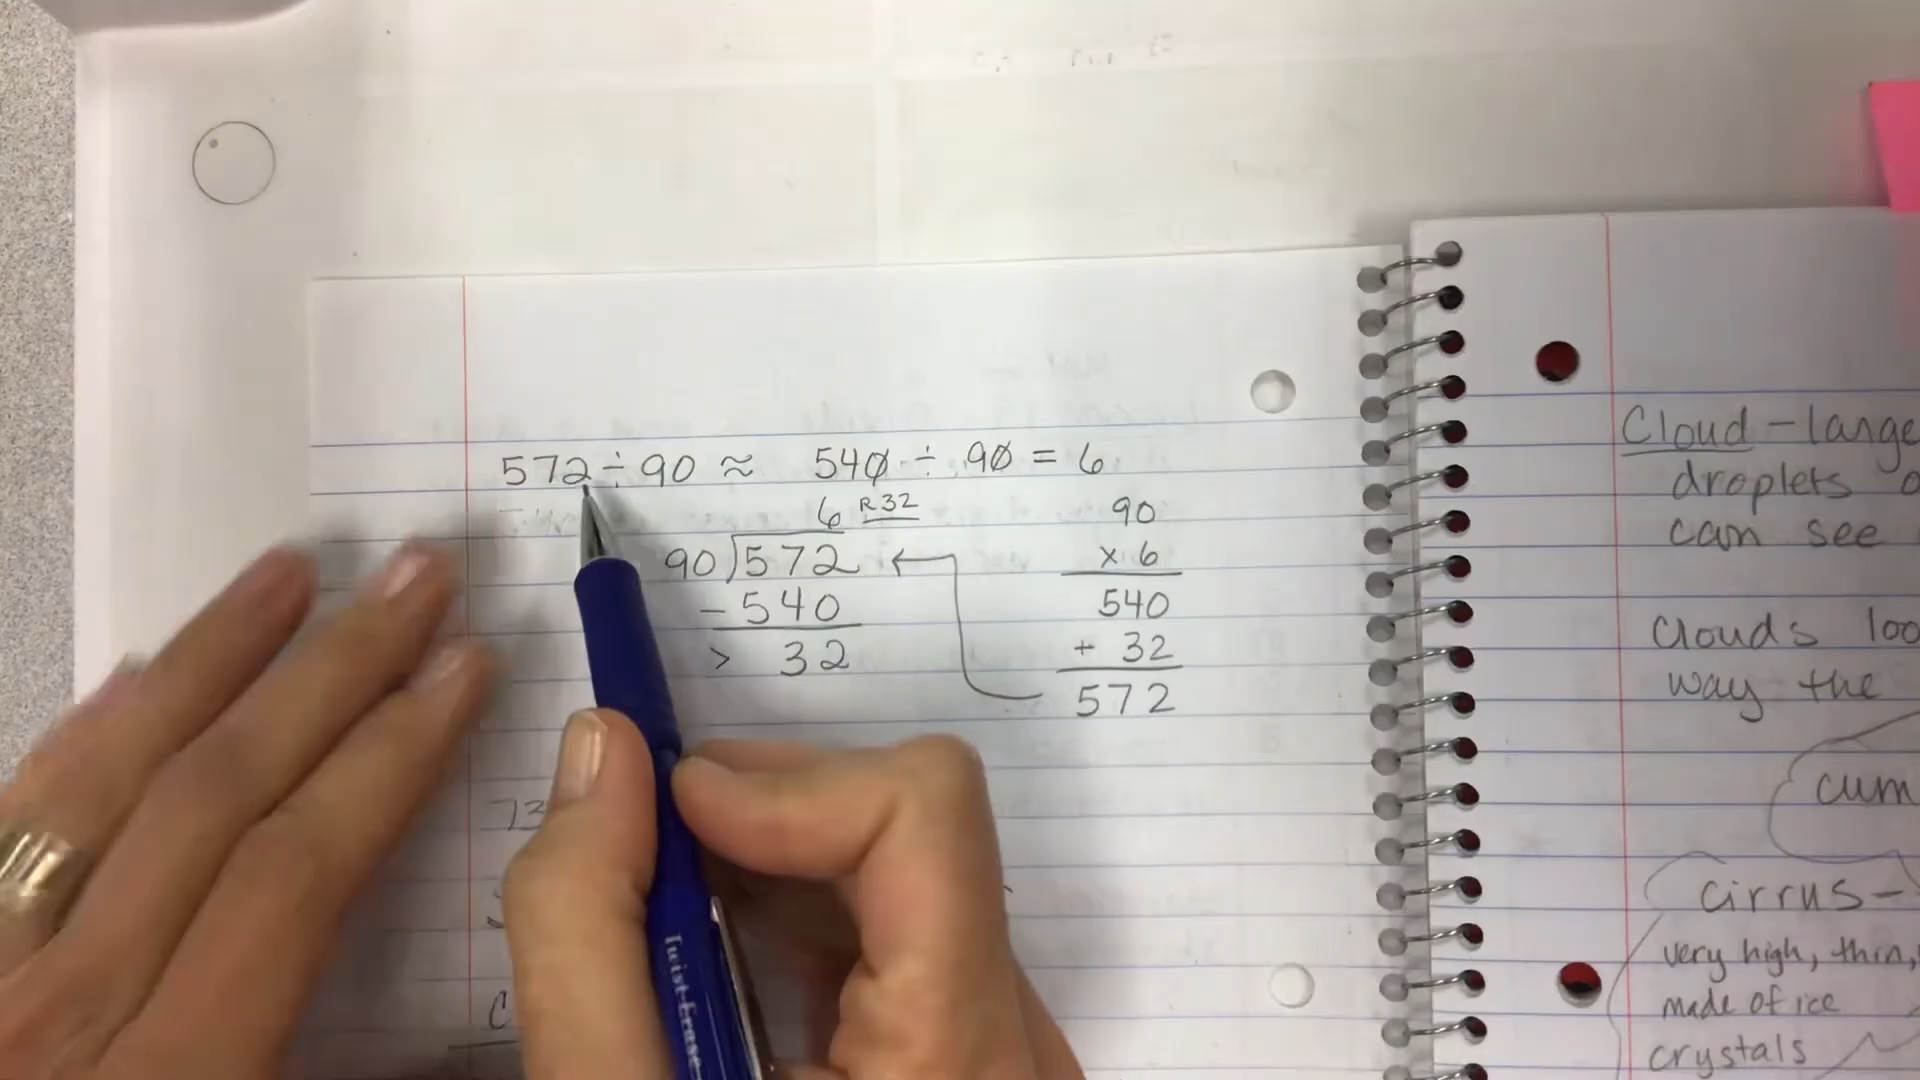 572 ÷ 90 ≈ 540 ÷ 90 = 6
6 R32
90)572
- 540
> 32
90
x 6
540
+ 32
572
73
C
Twist-Erase
Cloud - large
droplets
can see
Clouds loo
way the
cum
cirrus -
very high, thin,
made of ice
crystals